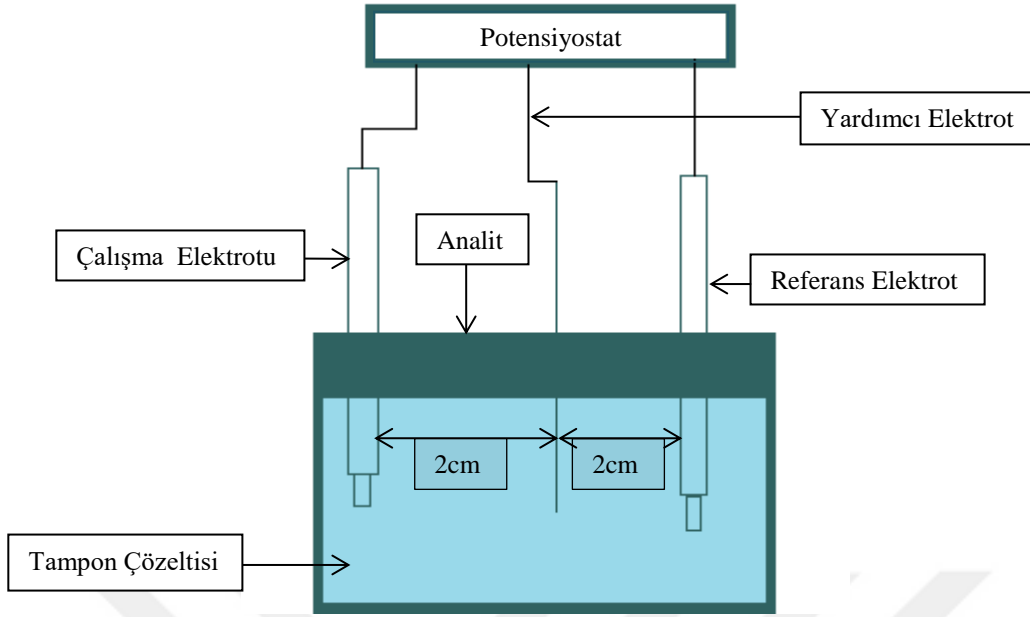 Potensiyostat
Yardımcı Elektrot
Analit
Çalışma Elektrotu
Referans Elektrot
2cm
2cm
Tampon Çözeltisi